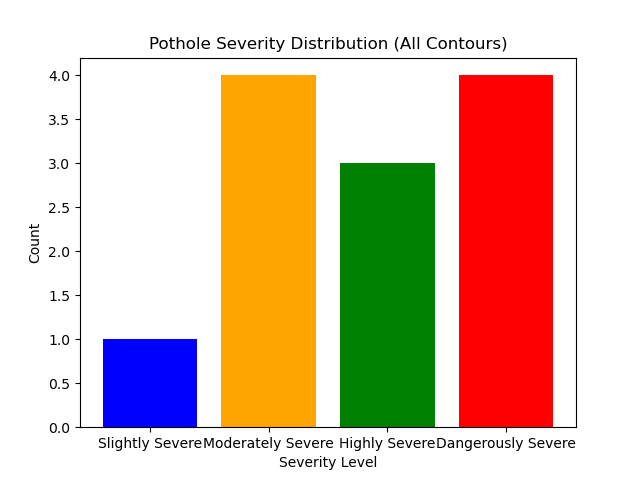 Pothole Severity Distribution (All Contours)
4.0
3.5
3.0
2.5
2.0
1.5
1.0
0.5
0.0
Count
Slightly Severe Moderately Severe Highly Severe Dangerously Severe
Severity Level